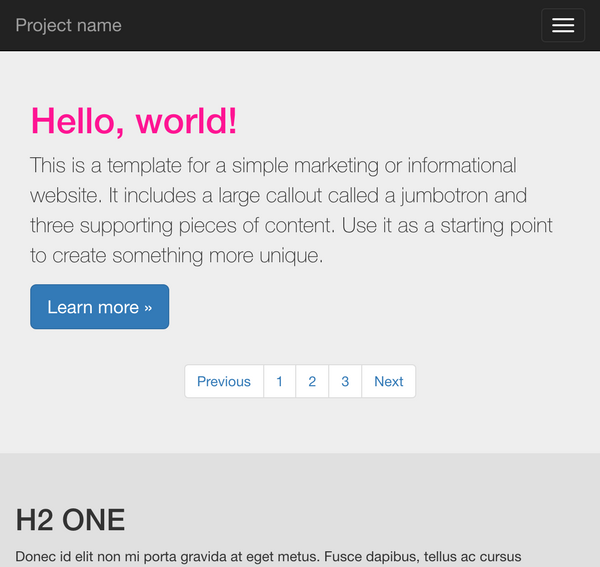 Project name
Hello, world!
This is a template for a simple marketing or informational
website. It includes a large callout called a jumbotron and
three supporting pieces of content. Use it as a starting point
to create something more unique.
Learn more »
Previous 1 2 3 Next
H2 ONE
Donec id elit non mi porta gravida at eget metus. Fusce dapibus, tellus ac cursus